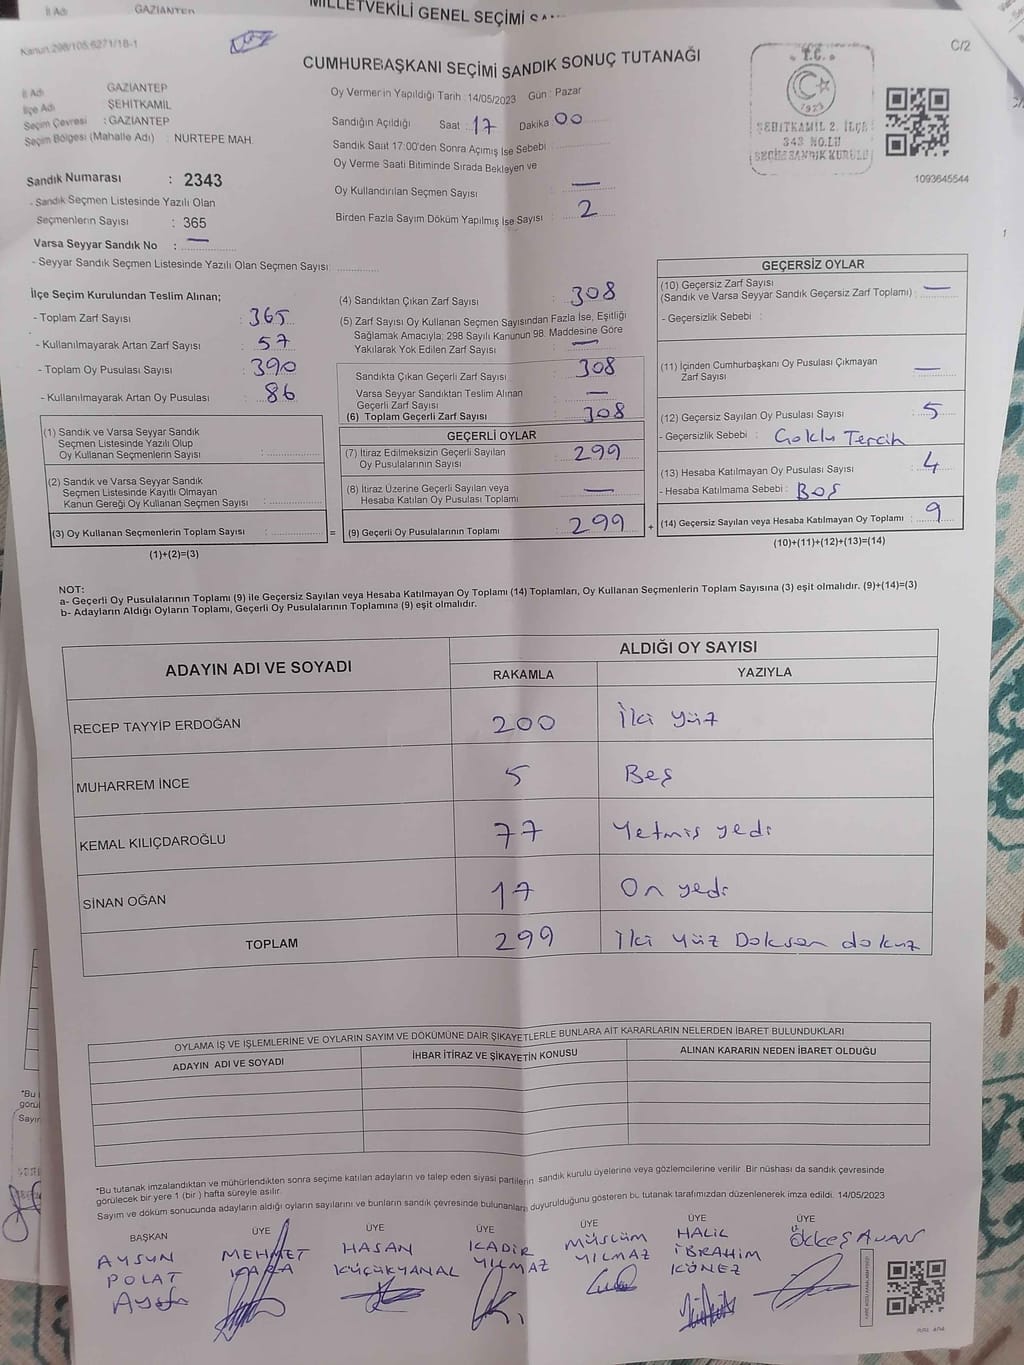 İl Adı GAZİANTEP
MİLLETVEKİLİ GENEL SEÇİMİ
Kanun 298/105.6271/18-1
C/2
CUMHURBAŞKANI SEÇİMİ SANDIK SONUÇ TUTANAĞI
T.C.
1923
ŞEHİTKAMİL 2. İLÇE
343 NO.LU
SEÇİM SANDIK KURULU
1093645544
İl Adı GAZİANTEP
İlçe Adı ŞEHİTKAMİL
Seçim Çevresi : GAZİANTEP
Seçim Bölgesi (Mahalle Adı) : NURTEPE MAH.
Sandık Numarası : 2343
- Sandık Seçmen Listesinde Yazılı Olan
Seçmenlerin Sayısı : 365
Varsa Seyyar Sandık No : —
- Seyyar Sandık Seçmen Listesinde Yazılı Olan Seçmen Sayısı:
Oy Vermenin Yapıldığı Tarih :14/05/2023 Gün : Pazar
Sandığın Açıldığı Saat : 17 Dakika 00
Sandık Saat 17:00'den Sonra Açımış İse Sebebi
Oy Verme Saati Bitiminde Sırada Bekleyen ve
Oy Kullandırılan Seçmen Sayısı —
Birden Fazla Sayım Döküm Yapılmış İse Sayısı : 2
İlçe Seçim Kurulundan Teslim Alınan;
- Toplam Zarf Sayısı : 365
- Kullanılmayarak Artan Zarf Sayısı : 57
- Toplam Oy Pusulası Sayısı : 390
- Kullanılmayarak Artan Oy Pusulası : 86
(1) Sandık ve Varsa Seyyar Sandık
Seçmen Listesinde Yazılı Olup
Oy Kullanan Seçmenlerin Sayısı :
(2) Sandık ve Varsa Seyyar Sandık
Seçmen Listesinde Kayıtlı Olmayan
Kanun Gereği Oy Kullanan Seçmen Sayısı :
(3) Oy Kullanan Seçmenlerin Toplam Sayısı : =
(1)+(2)=(3)
(4) Sandıktan Çıkan Zarf Sayısı : 308
(5) Zarf Sayısı Oy Kullanan Seçmen Sayısından Fazla İse, Eşitliği
Sağlamak Amacıyla; 298 Sayılı Kanunun 98. Maddesine Göre
Yakılarak Yok Edilen Zarf Sayısı —
Sandıkta Çıkan Geçerli Zarf Sayısı : 308
Varsa Seyyar Sandıktan Teslim Alınan
Geçerli Zarf Sayısı —
(6) Toplam Geçerli Zarf Sayısı : 308
GEÇERLİ OYLAR
(7) İtiraz Edilmeksizin Geçerli Sayılan
Oy Pusulalarının Sayısı : 299
(8) İtiraz Üzerine Geçerli Sayılan veya
Hesaba Katılan Oy Pusulası Toplamı : —
(9) Geçerli Oy Pusulalarının Toplamı : 299 +
GEÇERSİZ OYLAR
(10) Geçersiz Zarf Sayısı
(Sandık ve Varsa Seyyar Sandık Geçersiz Zarf Toplamı) : —
- Geçersizlik Sebebi :
(11) İçinden Cumhurbaşkanı Oy Pusulası Çıkmayan
Zarf Sayısı —
(12) Geçersiz Sayılan Oy Pusulası Sayısı : 5
- Geçersizlik Sebebi : Çoklu Tercih
(13) Hesaba Katılmayan Oy Pusulası Sayısı : 4
- Hesaba Katılmama Sebebi : Boş
(14) Geçersiz Sayılan veya Hesaba Katılmayan Oy Toplamı : 9
(10)+(11)+(12)+(13)=(14)
NOT:
a- Geçerli Oy Pusulalarının Toplamı (9) ile Geçersiz Sayılan veya Hesaba Katılmayan Oy Toplamı (14) Toplamları, Oy Kullanan Seçmenlerin Toplam Sayısına (3) eşit olmalıdır. (9)+(14)=(3)
b- Adayların Aldığı Oyların Toplamı, Geçerli Oy Pusulalarının Toplamına (9) eşit olmalıdır.
ADAYIN ADI VE SOYADI ALDIĞI OY SAYISI
RAKAMLA YAZIYLA
RECEP TAYYİP ERDOĞAN 200 İki yüz
MUHARREM İNCE 5 Beş
KEMAL KILIÇDAROĞLU 77 Yetmiş yedi
SİNAN OĞAN 17 On yedi
TOPLAM 299 İki yüz Doksan dokuz
OYLAMA İŞ VE İŞLEMLERİNE VE OYLARIN SAYIM VE DÖKÜMÜNE DAİR ŞİKAYETLERLE BUNLARA AİT KARARLARIN NELERDEN İBARET BULUNDUKLARI
ADAYIN ADI VE SOYADI İHBAR İTİRAZ VE ŞİKAYETİN KONUSU ALINAN KARARIN NEDEN İBARET OLDUĞU
*Bu tutanak imzalandıktan ve mühürlendikten sonra seçime katılan adayların ve talep eden siyasi partilerin sandık kurulu üyelerine veya gözlemcilerine verilir. Bir nüshası da sandık çevresinde
görülecek bir yere 1 (bir) hafta süreyle asılır.
Sayım ve döküm sonucunda adayların aldığı oyların sayılarını ve bunların sandık çevresinde bulunanlara duyurulduğunu gösteren bu tutanak tarafımızdan düzenlenerek imza edildi. 14/05/2023
BAŞKAN ÜYE ÜYE ÜYE ÜYE ÜYE ÜYE
AYSUN MEHMET HASAN KADİR MÜSLÜM HALİL ÖKKEŞ AVAN
POLAT KARA KÜÇÜKYANAL YILMAZ YILMAZ İBRAHİM
KÖNEZ